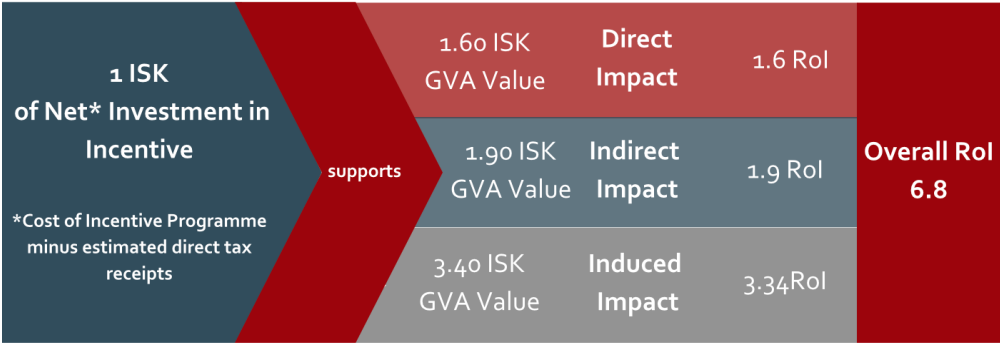 1 ISK
of Net* Investment in
Incentive
*Cost of Incentive Programme
minus estimated direct tax
receipts
supports
1.60 ISK
GVA Value
Direct
Impact
1.6 RoI
1.90 ISK
GVA Value
Indirect
Impact
1.9 RoI
3.40 ISK
GVA Value
Induced
Impact
3.34RoI
Overall RoI
6.8